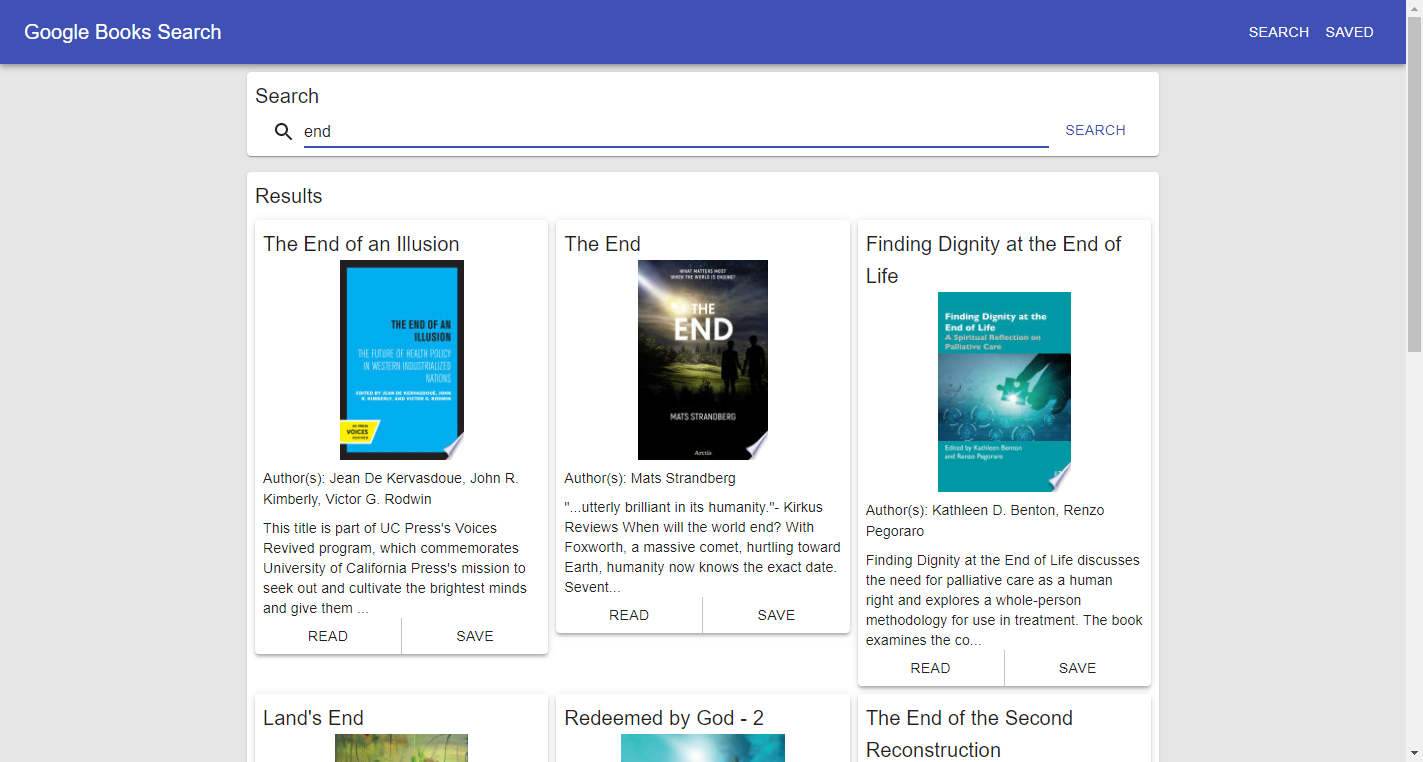 Google Books Search
SEARCH
SAVED
Search
end
SEARCH
Results
The End of an Illusion
THE END OF AN
ILLUSION
THE FUTURE OF HEALTH POLICY
IN WESTERN INDUSTRIALIZED
NATIONS
EDITED BY JEAN DE KERVASDOUÉ, JOHN
R. KIMBERLY, AND VICTOR G. RODWIN
UC PRESS
VOICES
REVIVED
Author(s): Jean De Kervasdoue, John R.
Kimberly, Victor G. Rodwin
This title is part of UC Press's Voices
Revived program, which commemorates
University of California Press's mission to
seek out and cultivate the brightest minds
and give them ...
READ
SAVE
The End
WHAT MATTERS MOST
WHEN THE WORLD IS ENDING?
THE
END
MATS STRANDBERG
Arctis
Author(s): Mats Strandberg
"...utterly brilliant in its humanity."- Kirkus
Reviews When will the world end? With
Foxworth, a massive comet, hurtling toward
Earth, humanity now knows the exact date.
Sevent...
READ
SAVE
Finding Dignity at the End of
Life
Finding Dignity at the
End of Life
A Spiritual Reflection on
Palliative Care
Edited by Kathleen Benton
and Renzo Pegoraro
Author(s): Kathleen D. Benton, Renzo
Pegoraro
Finding Dignity at the End of Life discusses
the need for palliative care as a human
right and explores a whole-person
methodology for use in treatment. The book
examines the co...
READ
SAVE
Land's End
Redeemed by God - 2
The End of the Second
Reconstruction